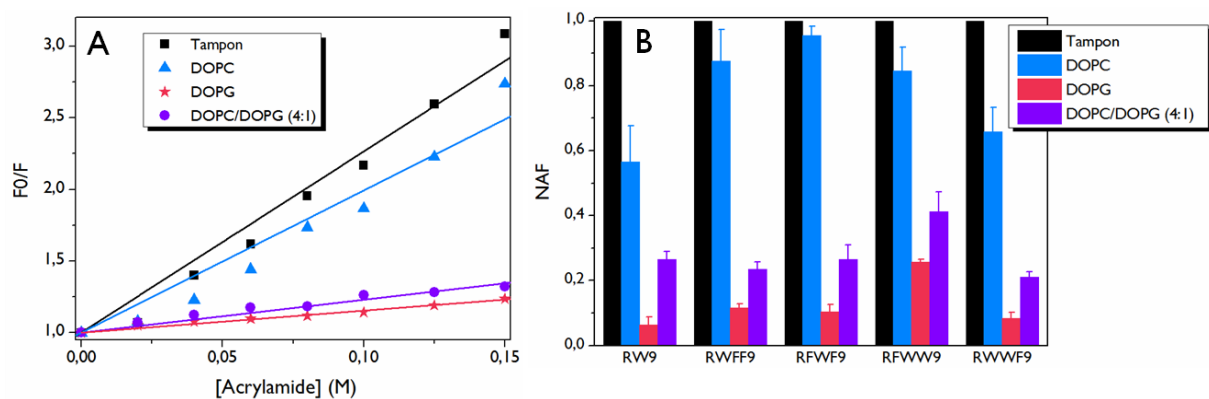 A
Tampon
DOPC
DOPG
DOPC/DOPG (4:1)
F0/F
3,0
2,5
2,0
1,5
1,0
0,00
0,05
0,10
0,15
[Acrylamide] (M)
B
Tampon
DOPC
DOPG
DOPC/DOPG (4:1)
NAF
1,0
0,8
0,6
0,4
0,2
0,0
RW9
RWFF9
RFWF9
RFWW9
RWWF9